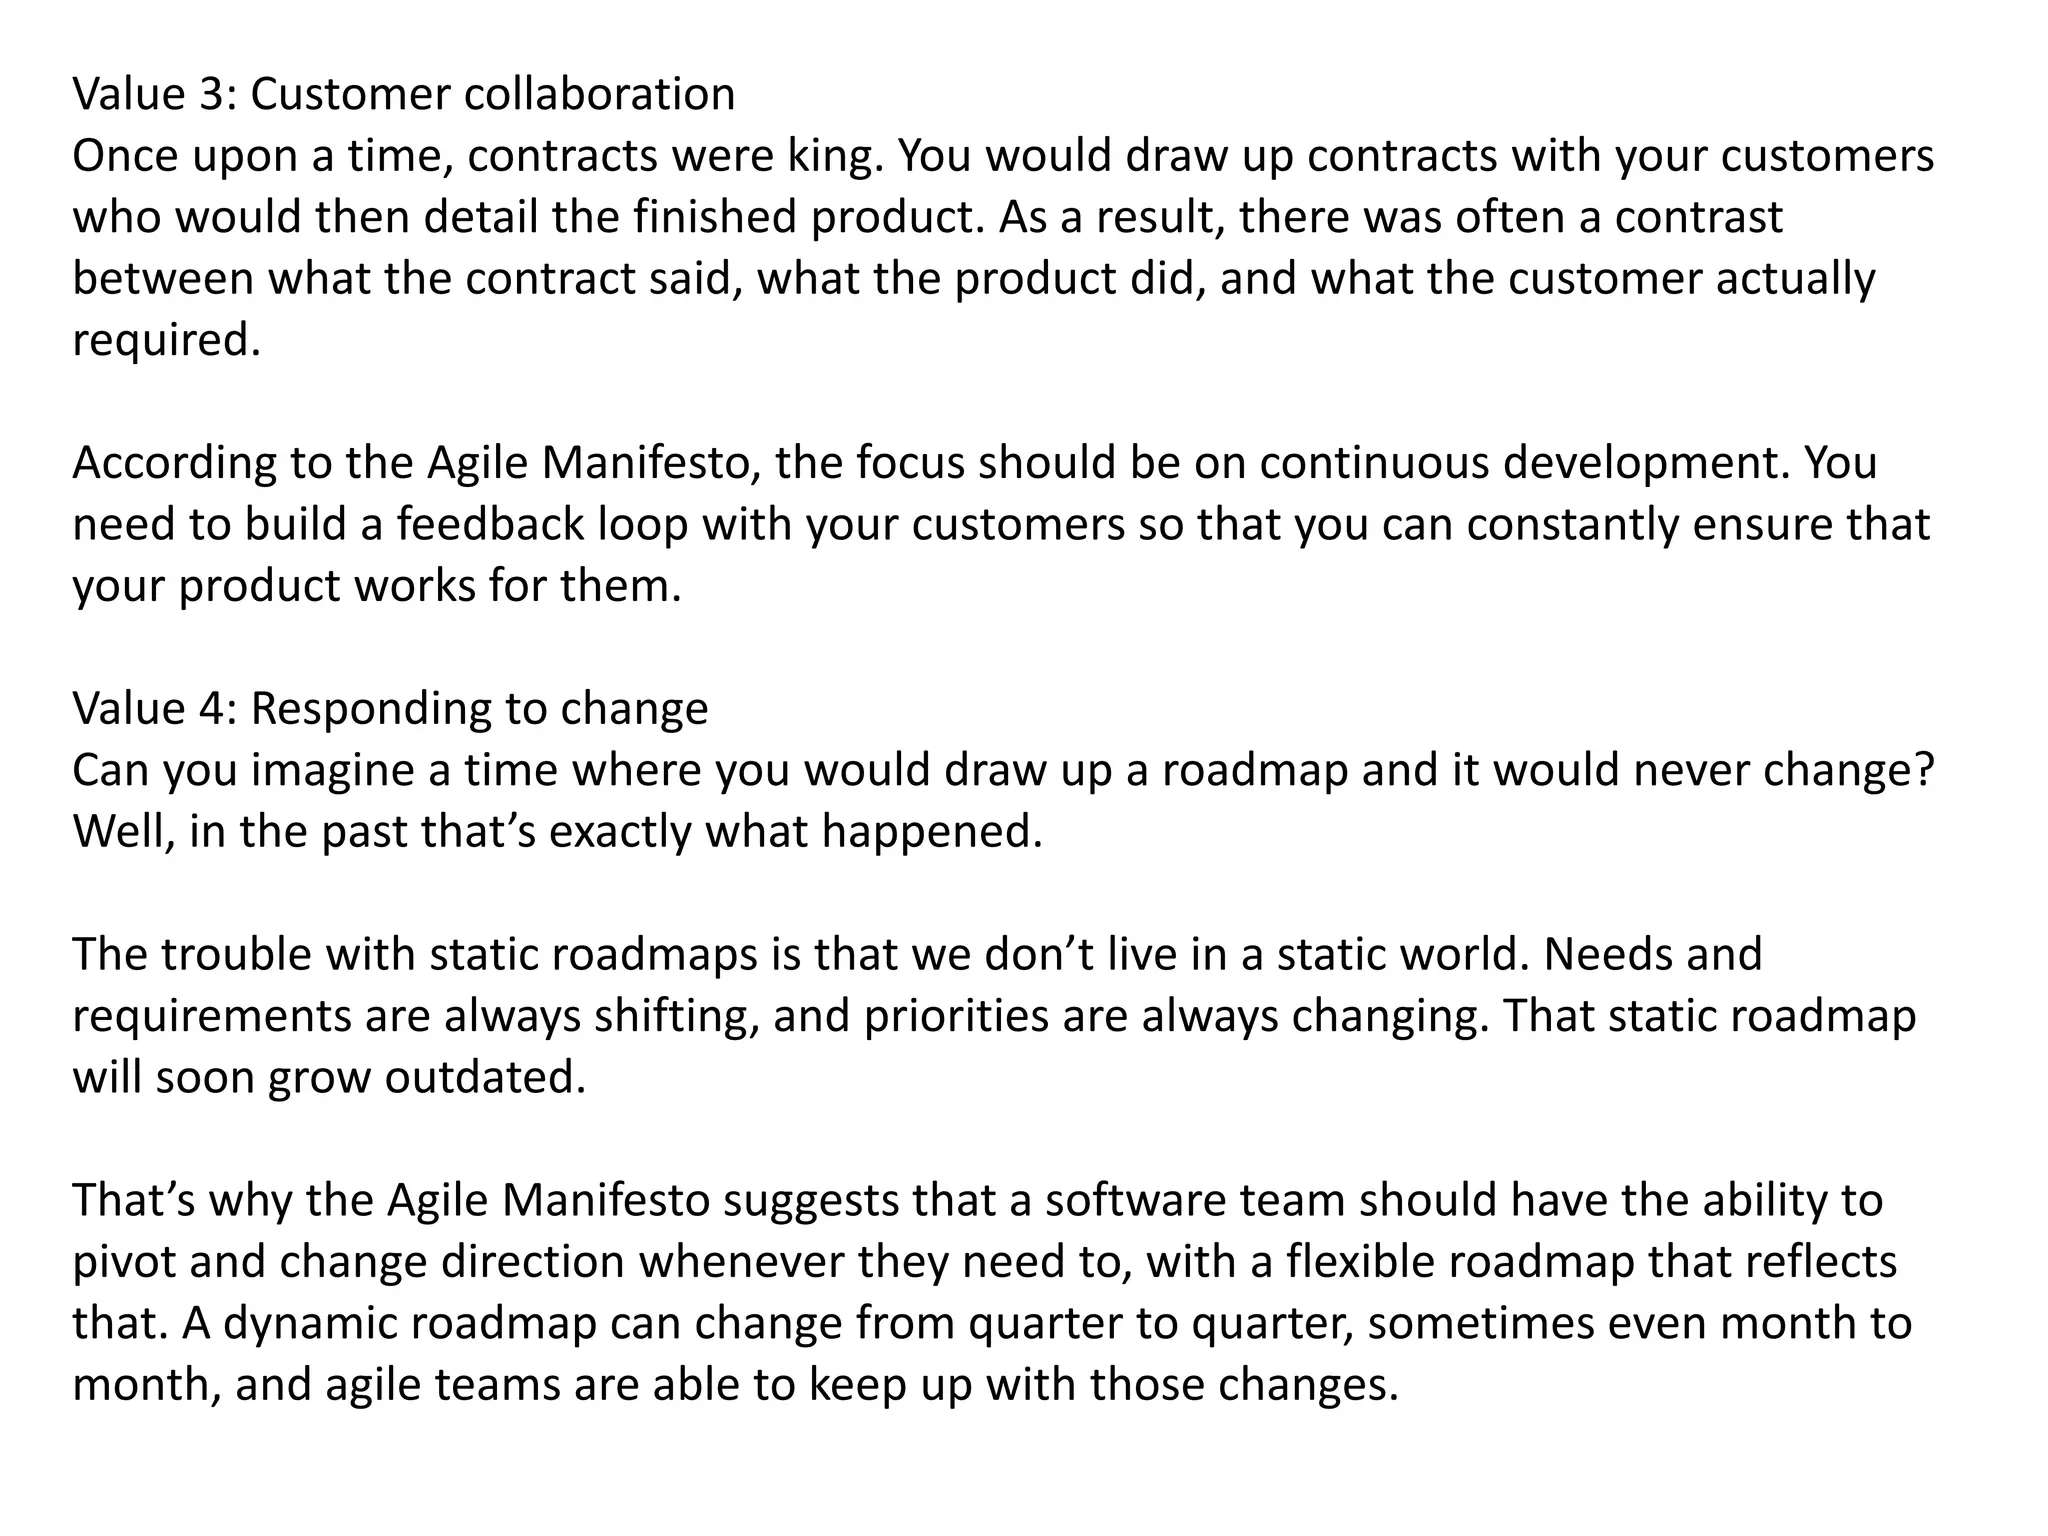 Value 3: Customer collaboration
Once upon a time, contracts were king. You would draw up contracts with your customers
who would then detail the finished product. As a result, there was often a contrast
between what the contract said, what the product did, and what the customer actually
required.
According to the Agile Manifesto, the focus should be on continuous development. You
need to build a feedback loop with your customers so that you can constantly ensure that
your product works for them.
Value 4: Responding to change
Can you imagine a time where you would draw up a roadmap and it would never change?
Well, in the past that’s exactly what happened.
The trouble with static roadmaps is that we don’t live in a static world. Needs and
requirements are always shifting, and priorities are always changing. That static roadmap
will soon grow outdated.
That’s why the Agile Manifesto suggests that a software team should have the ability to
pivot and change direction whenever they need to, with a flexible roadmap that reflects
that. A dynamic roadmap can change from quarter to quarter, sometimes even month to
month, and agile teams are able to keep up with those changes.